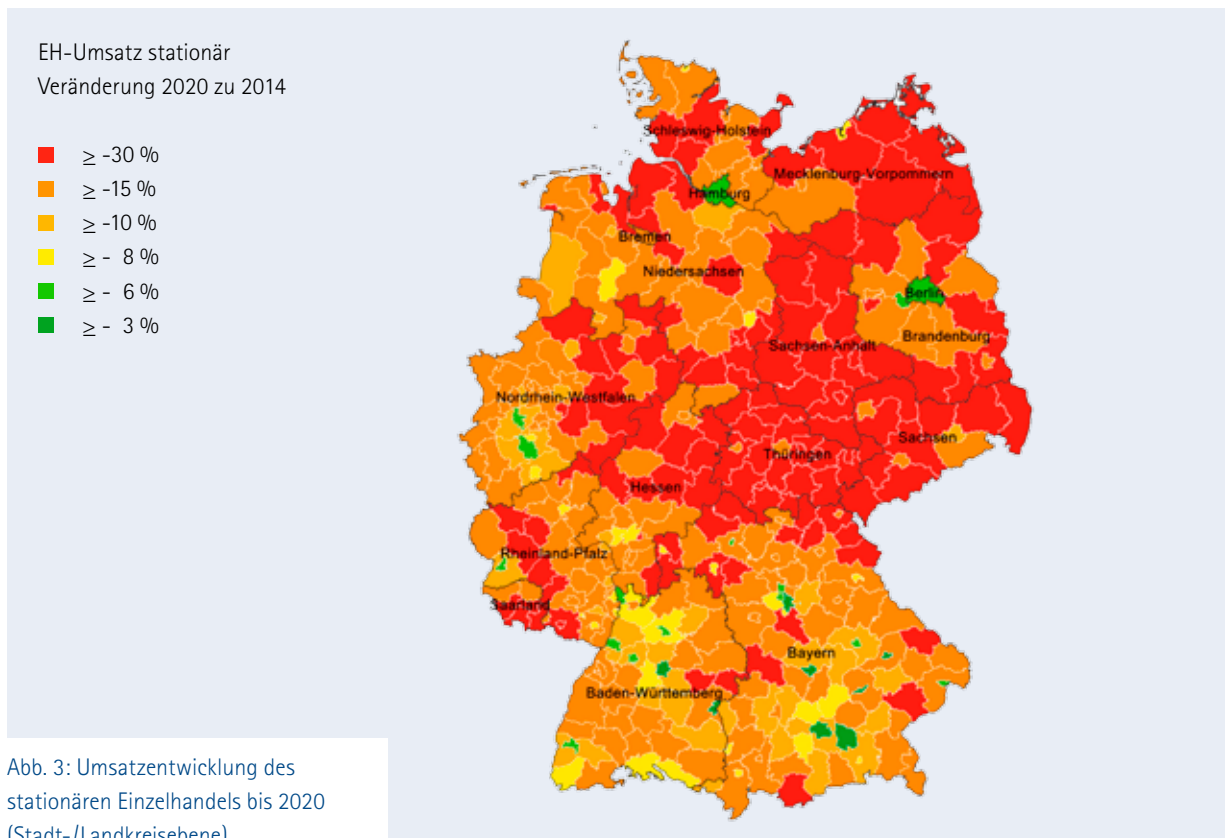 EH-Umsatz stationär
Veränderung 2020 zu 2014
≥ -30 %
≥ -15 %
≥ -10 %
≥ - 8 %
≥ - 6 %
≥ - 3 %
Schleswig-Holstein
Mecklenburg-Vorpommern
Hamburg
Bremen
Niedersachsen
Berlin
Brandenburg
Sachsen-Anhalt
Nordrhein-Westfalen
Sachsen
Thüringen
Hessen
Rheinland-Pfalz
Saarland
Bayern
Baden-Württemberg
Abb. 3: Umsatzentwicklung des
stationären Einzelhandels bis 2020
(Stadt-/Landkreisebene)